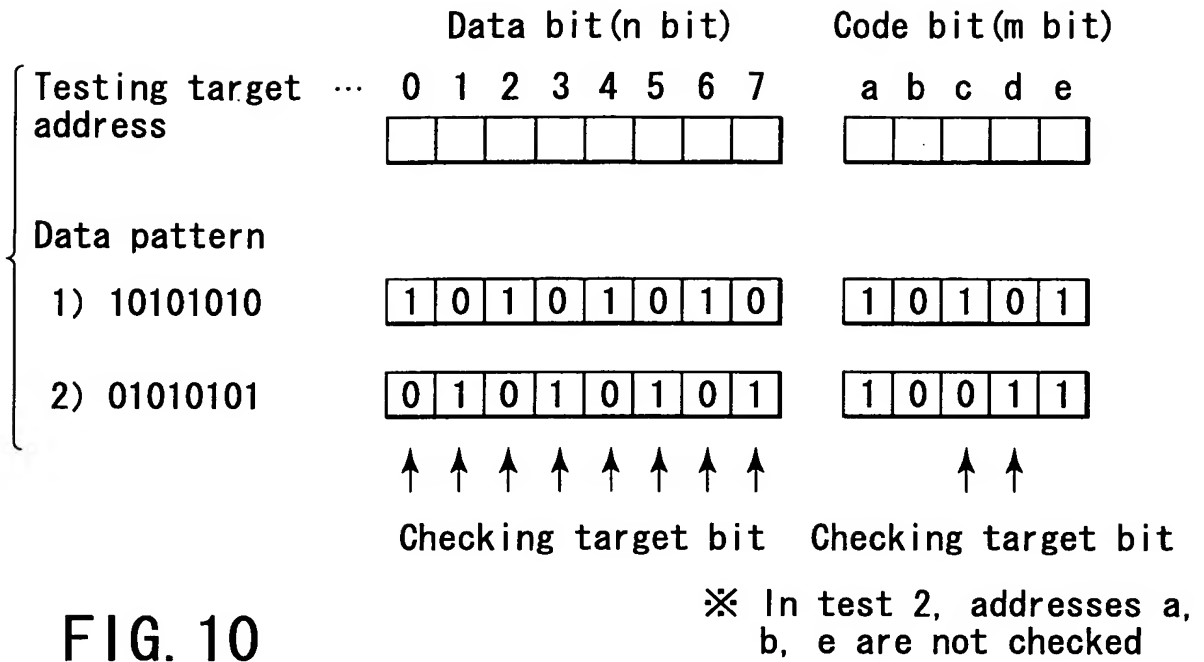 Data bit(n bit) Code bit(m bit)
Testing target address ··· 0 1 2 3 4 5 6 7 a b c d e
Data pattern
1) 10101010 1 0 1 0 1 0 1 0 1 0 1 0 1
2) 01010101 0 1 0 1 0 1 0 1 1 0 0 1 1
Checking target bit Checking target bit
※ In test 2, addresses a,
b, e are not checked
FIG. 10